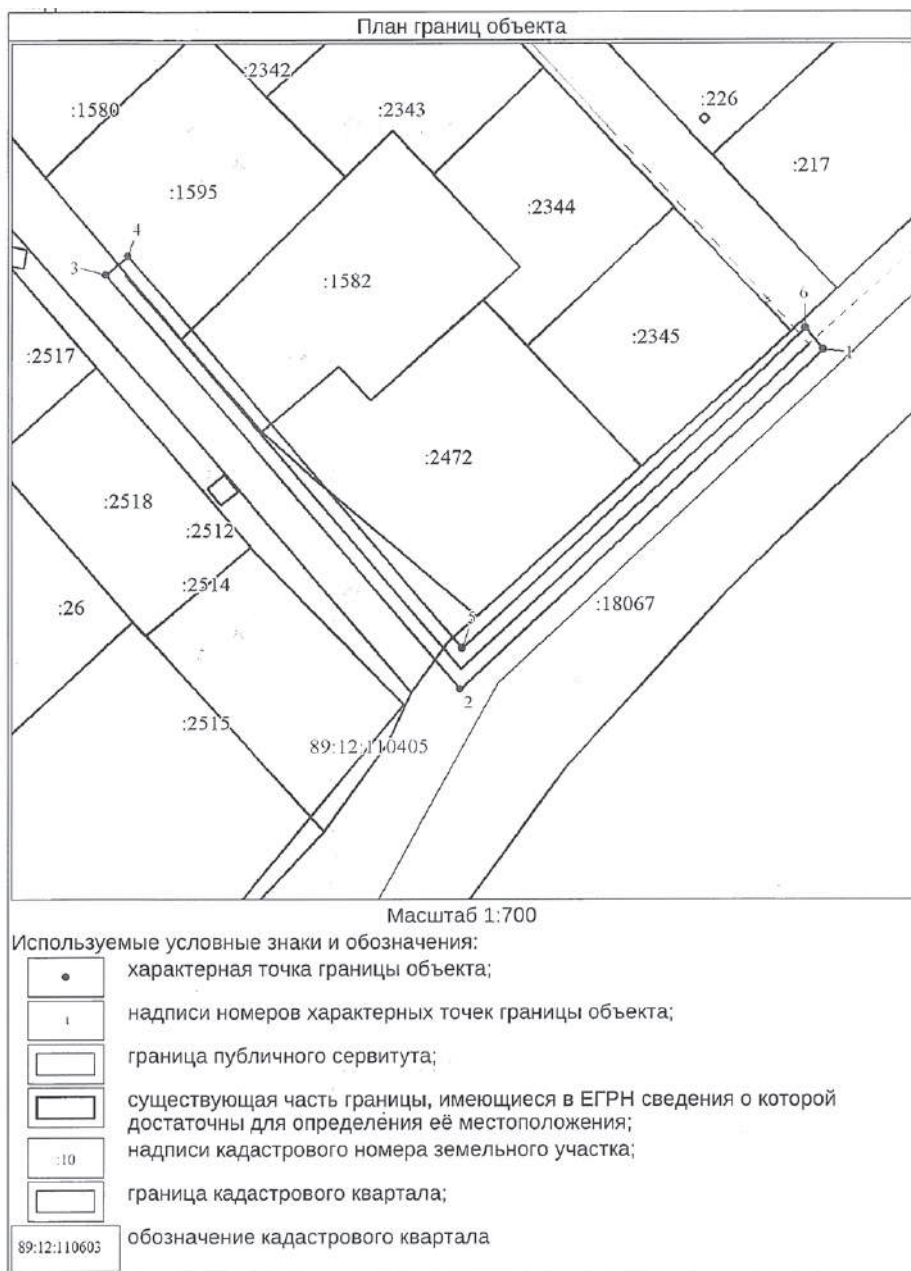 План границ объекта
:2342
:1580
:2343
:226
:217
:1595
4
:2344
3
:1582
6
:2345
1
:2517
:2472
:2518
:2512
:2514
:26
:18067
5
2
:2515
89:12:110405
Масштаб 1:700
Используемые условные знаки и обозначения:
характерная точка границы объекта;
1 надписи номеров характерных точек границы объекта;
граница публичного сервитута;
существующая часть границы, имеющиеся в ЕГРН сведения о которой
достаточны для определения её местоположения;
:10 надписи кадастрового номера земельного участка;
граница кадастрового квартала;
89:12:110603 обозначение кадастрового квартала